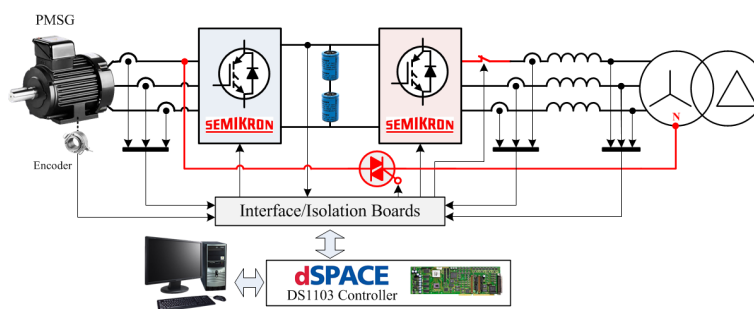 PMSG
SEMIKRON
SEMIKRON
N
Encoder
Interface/Isolation Boards
dSPACE
DS1103 Controller